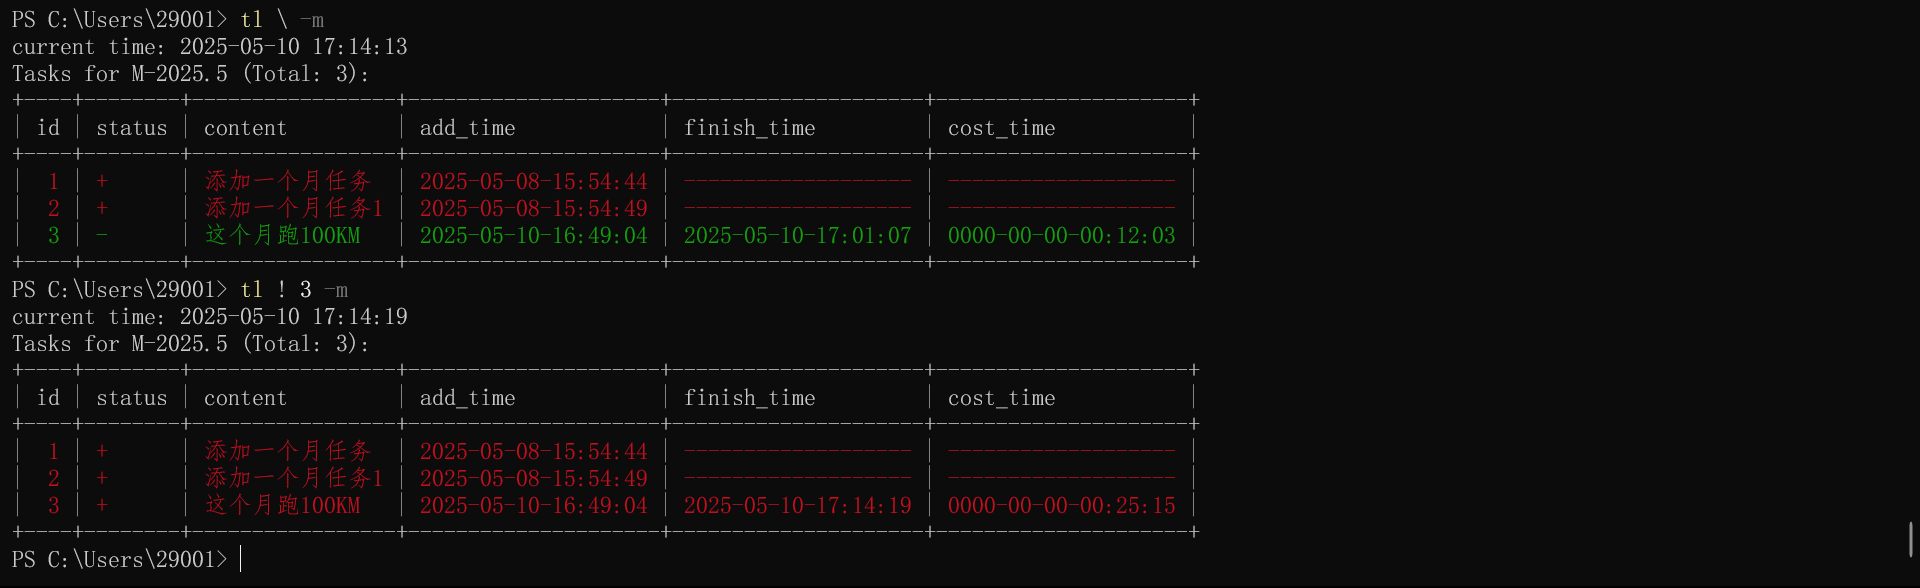 PS C:\Users\29001> tl \ -m
current time: 2025-05-10 17:14:13
Tasks for M-2025.5 (Total: 3):
+----+--------+-----------------+---------------------+---------------------+---------------------+
| id | status | content         | add_time            | finish_time         | cost_time           |
+----+--------+-----------------+---------------------+---------------------+---------------------+
|  1 | +      | 添加一个月任务  | 2025-05-08-15:54:44 | ------------------- | ------------------- |
|  2 | +      | 添加一个月任务1 | 2025-05-08-15:54:49 | ------------------- | ------------------- |
|  3 | -      | 这个月跑100KM   | 2025-05-10-16:49:04 | 2025-05-10-17:01:07 | 0000-00-00-00:12:03 |
+----+--------+-----------------+---------------------+---------------------+---------------------+
PS C:\Users\29001> tl ! 3 -m
current time: 2025-05-10 17:14:19
Tasks for M-2025.5 (Total: 3):
+----+--------+-----------------+---------------------+---------------------+---------------------+
| id | status | content         | add_time            | finish_time         | cost_time           |
+----+--------+-----------------+---------------------+---------------------+---------------------+
|  1 | +      | 添加一个月任务  | 2025-05-08-15:54:44 | ------------------- | ------------------- |
|  2 | +      | 添加一个月任务1 | 2025-05-08-15:54:49 | ------------------- | ------------------- |
|  3 | +      | 这个月跑100KM   | 2025-05-10-16:49:04 | 2025-05-10-17:14:19 | 0000-00-00-00:25:15 |
+----+--------+-----------------+---------------------+---------------------+---------------------+
PS C:\Users\29001>